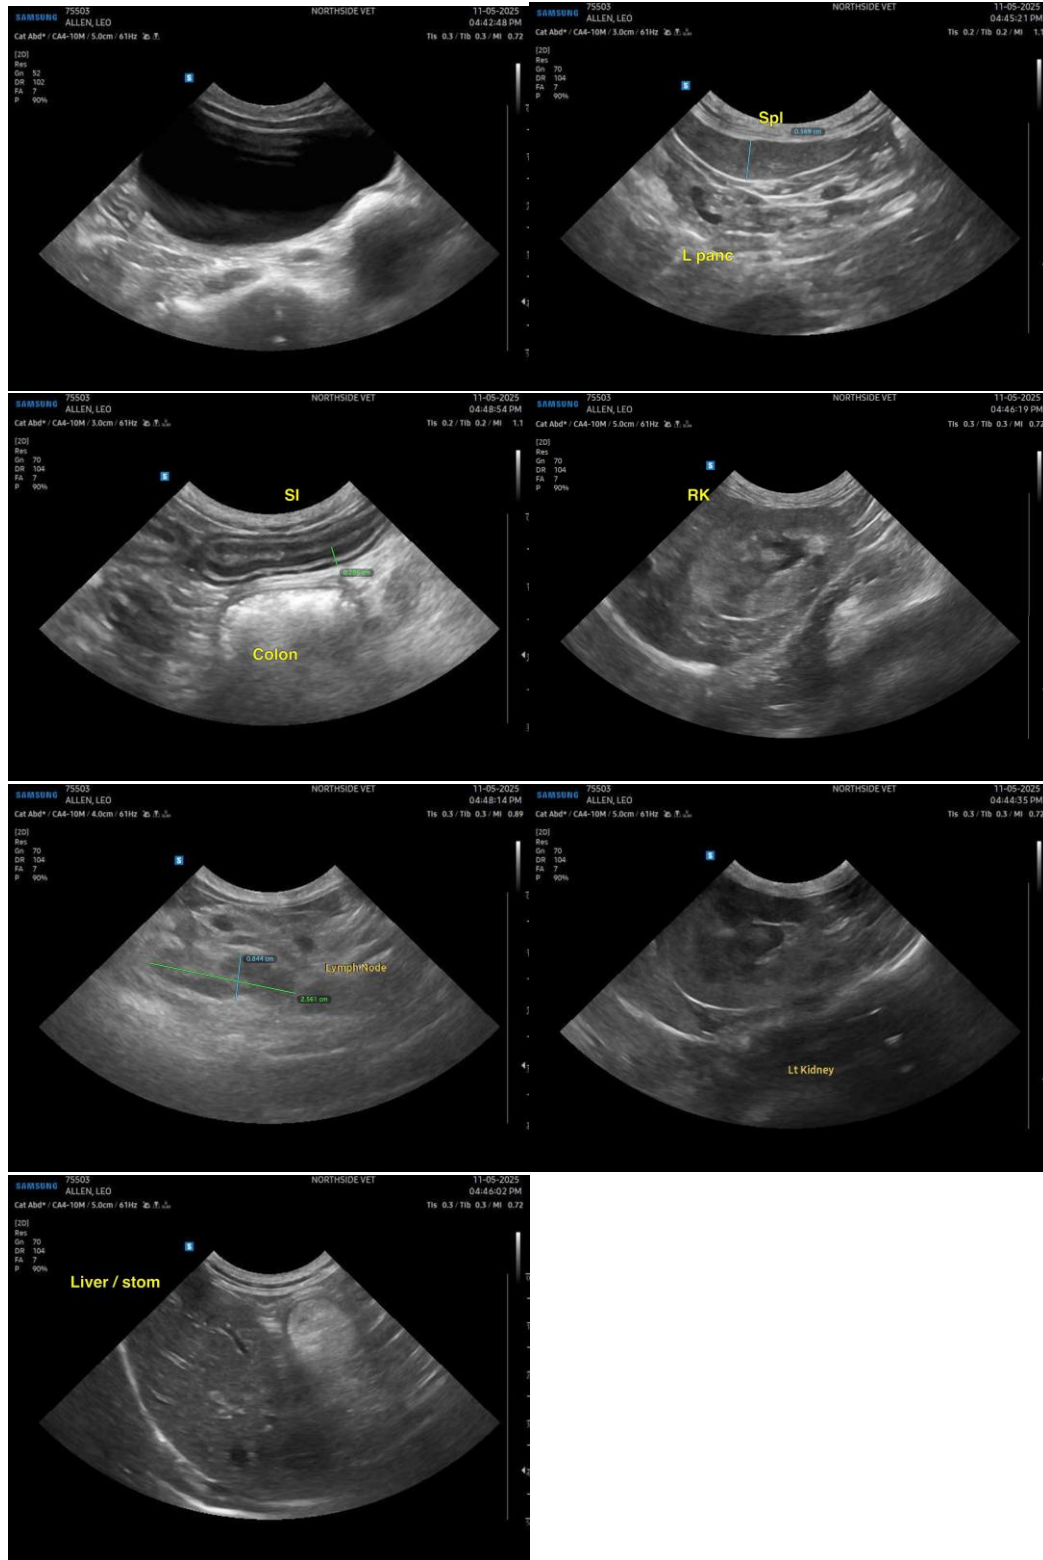 SAMSUNG 75503 NORTHSIDE VET 11-05-2025
ALLEN, LEO 04:42:48 PM
Cat Abd* / CA4-10M / 5.0cm / 61Hz TIs 0.3 / Tib 0.3 / MI 0.72
[2D]
Res
Gn 52
DR 102
FA 7
P 90%
S
SAMSUNG 75503 NORTHSIDE VET 11-05-2025
ALLEN, LEO 04:45:21 PM
Cat Abd* / CA4-10M / 3.0cm / 61Hz TIs 0.2 / Tib 0.2 / MI 1.1
[2D]
Res
Gn 70
DR 104
FA 7
P 90%
S
Spl
0.569 cm
L panc
SAMSUNG 75503 NORTHSIDE VET 11-05-2025
ALLEN, LEO 04:48:54 PM
Cat Abd* / CA4-10M / 3.0cm / 61Hz TIs 0.2 / Tib 0.2 / MI 1.1
[2D]
Res
Gn 70
DR 104
FA 7
P 90%
S
SI
Colon
SAMSUNG 75503 NORTHSIDE VET 11-05-2025
ALLEN, LEO 04:46:19 PM
Cat Abd* / CA4-10M / 5.0cm / 61Hz TIs 0.3 / Tib 0.3 / MI 0.72
[2D]
Res
Gn 70
DR 104
FA 7
P 90%
S
RK
SAMSUNG 75503 NORTHSIDE VET 11-05-2025
ALLEN, LEO 04:48:14 PM
Cat Abd* / CA4-10M / 4.0cm / 61Hz TIs 0.3 / Tib 0.3 / MI 0.89
[2D]
Res
Gn 70
DR 104
FA 7
P 90%
S
0.644 cm
Lymph Node
2.561 cm
SAMSUNG 75503 NORTHSIDE VET 11-05-2025
ALLEN, LEO 04:44:35 PM
Cat Abd* / CA4-10M / 5.0cm / 61Hz TIs 0.3 / Tib 0.3 / MI 0.72
[2D]
Res
Gn 70
DR 104
FA 7
P 90%
S
Lt Kidney
SAMSUNG 75503 NORTHSIDE VET 11-05-2025
ALLEN, LEO 04:46:02 PM
Cat Abd* / CA4-10M / 5.0cm / 61Hz TIs 0.3 / Tib 0.3 / MI 0.72
[2D]
Res
Gn 70
DR 104
FA 7
P 90%
S
Liver / stom